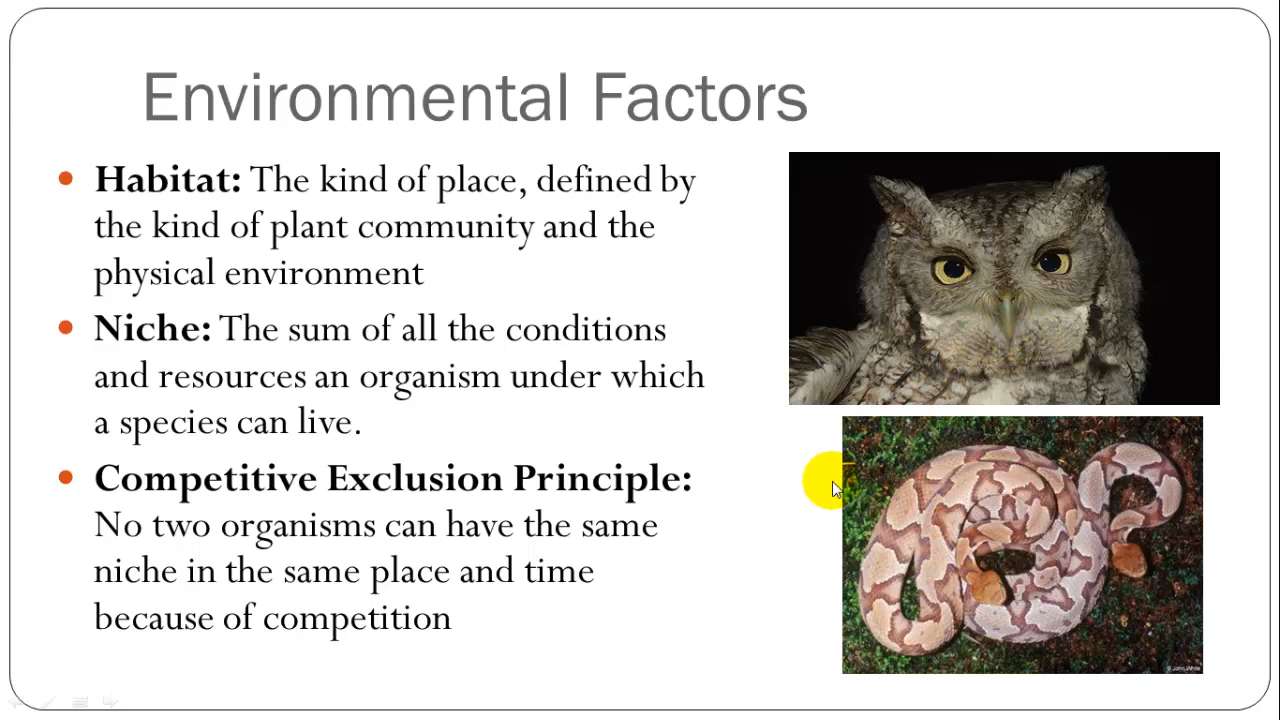 Environmental Factors
Habitat: The kind of place, defined by
the kind of plant community and the
physical environment
Niche: The sum of all the conditions
and resources an organism under which
a species can live.
Competitive Exclusion Principle:
No two organisms can have the same
niche in the same place and time
because of competition
© John White